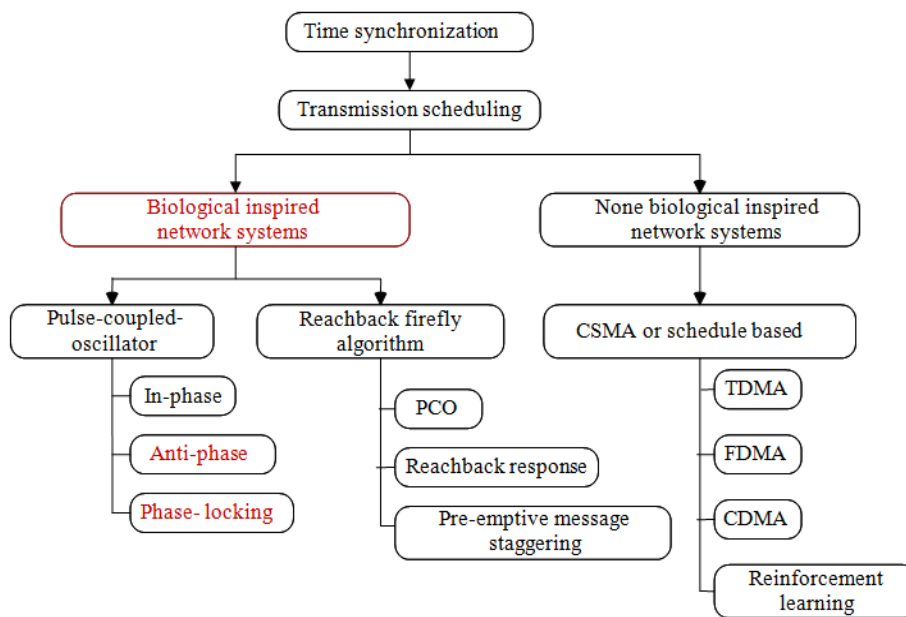 Time synchronization
Transmission scheduling
Biological inspired
network systems
None biological inspired
network systems
Pulse-coupled-
oscillator
Reachback firefly
algorithm
CSMA or schedule based
In-phase
Anti-phase
Phase- locking
PCO
Reachback response
Pre-emptive message
staggering
TDMA
FDMA
CDMA
Reinforcement
learning